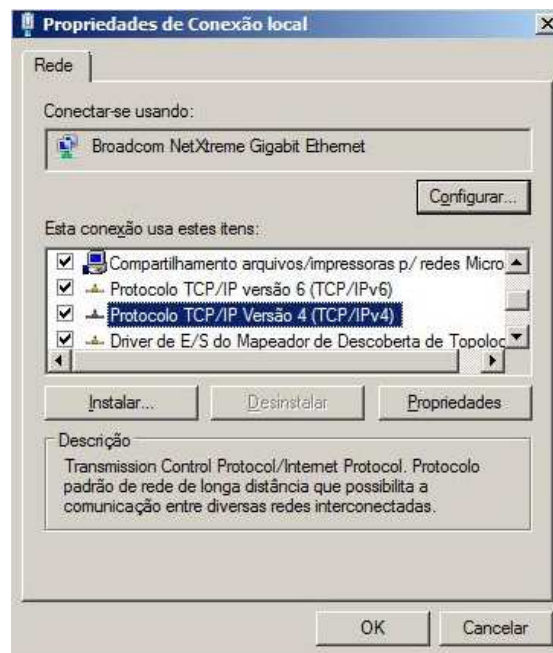 Propriedades de Conexão local
Rede
Conectar-se usando:
Broadcom NetXtreme Gigabit Ethernet
Configurar...
Esta conexão usa estes itens:
Compartilhamento arquivos/impressoras p/ redes Micro
Protocolo TCP/IP versão 6 (TCP/IPv6)
Protocolo TCP/IP Versão 4 (TCP/IPv4)
Driver de E/S do Mapeador de Descoberta de Topoloc
Instalar... Desinstalar Propriedades
Descrição
Transmission Control Protocol/Internet Protocol. Protocolo
padrão de rede de longa distância que possibilita a
comunicação entre diversas redes interconectadas.
OK Cancelar